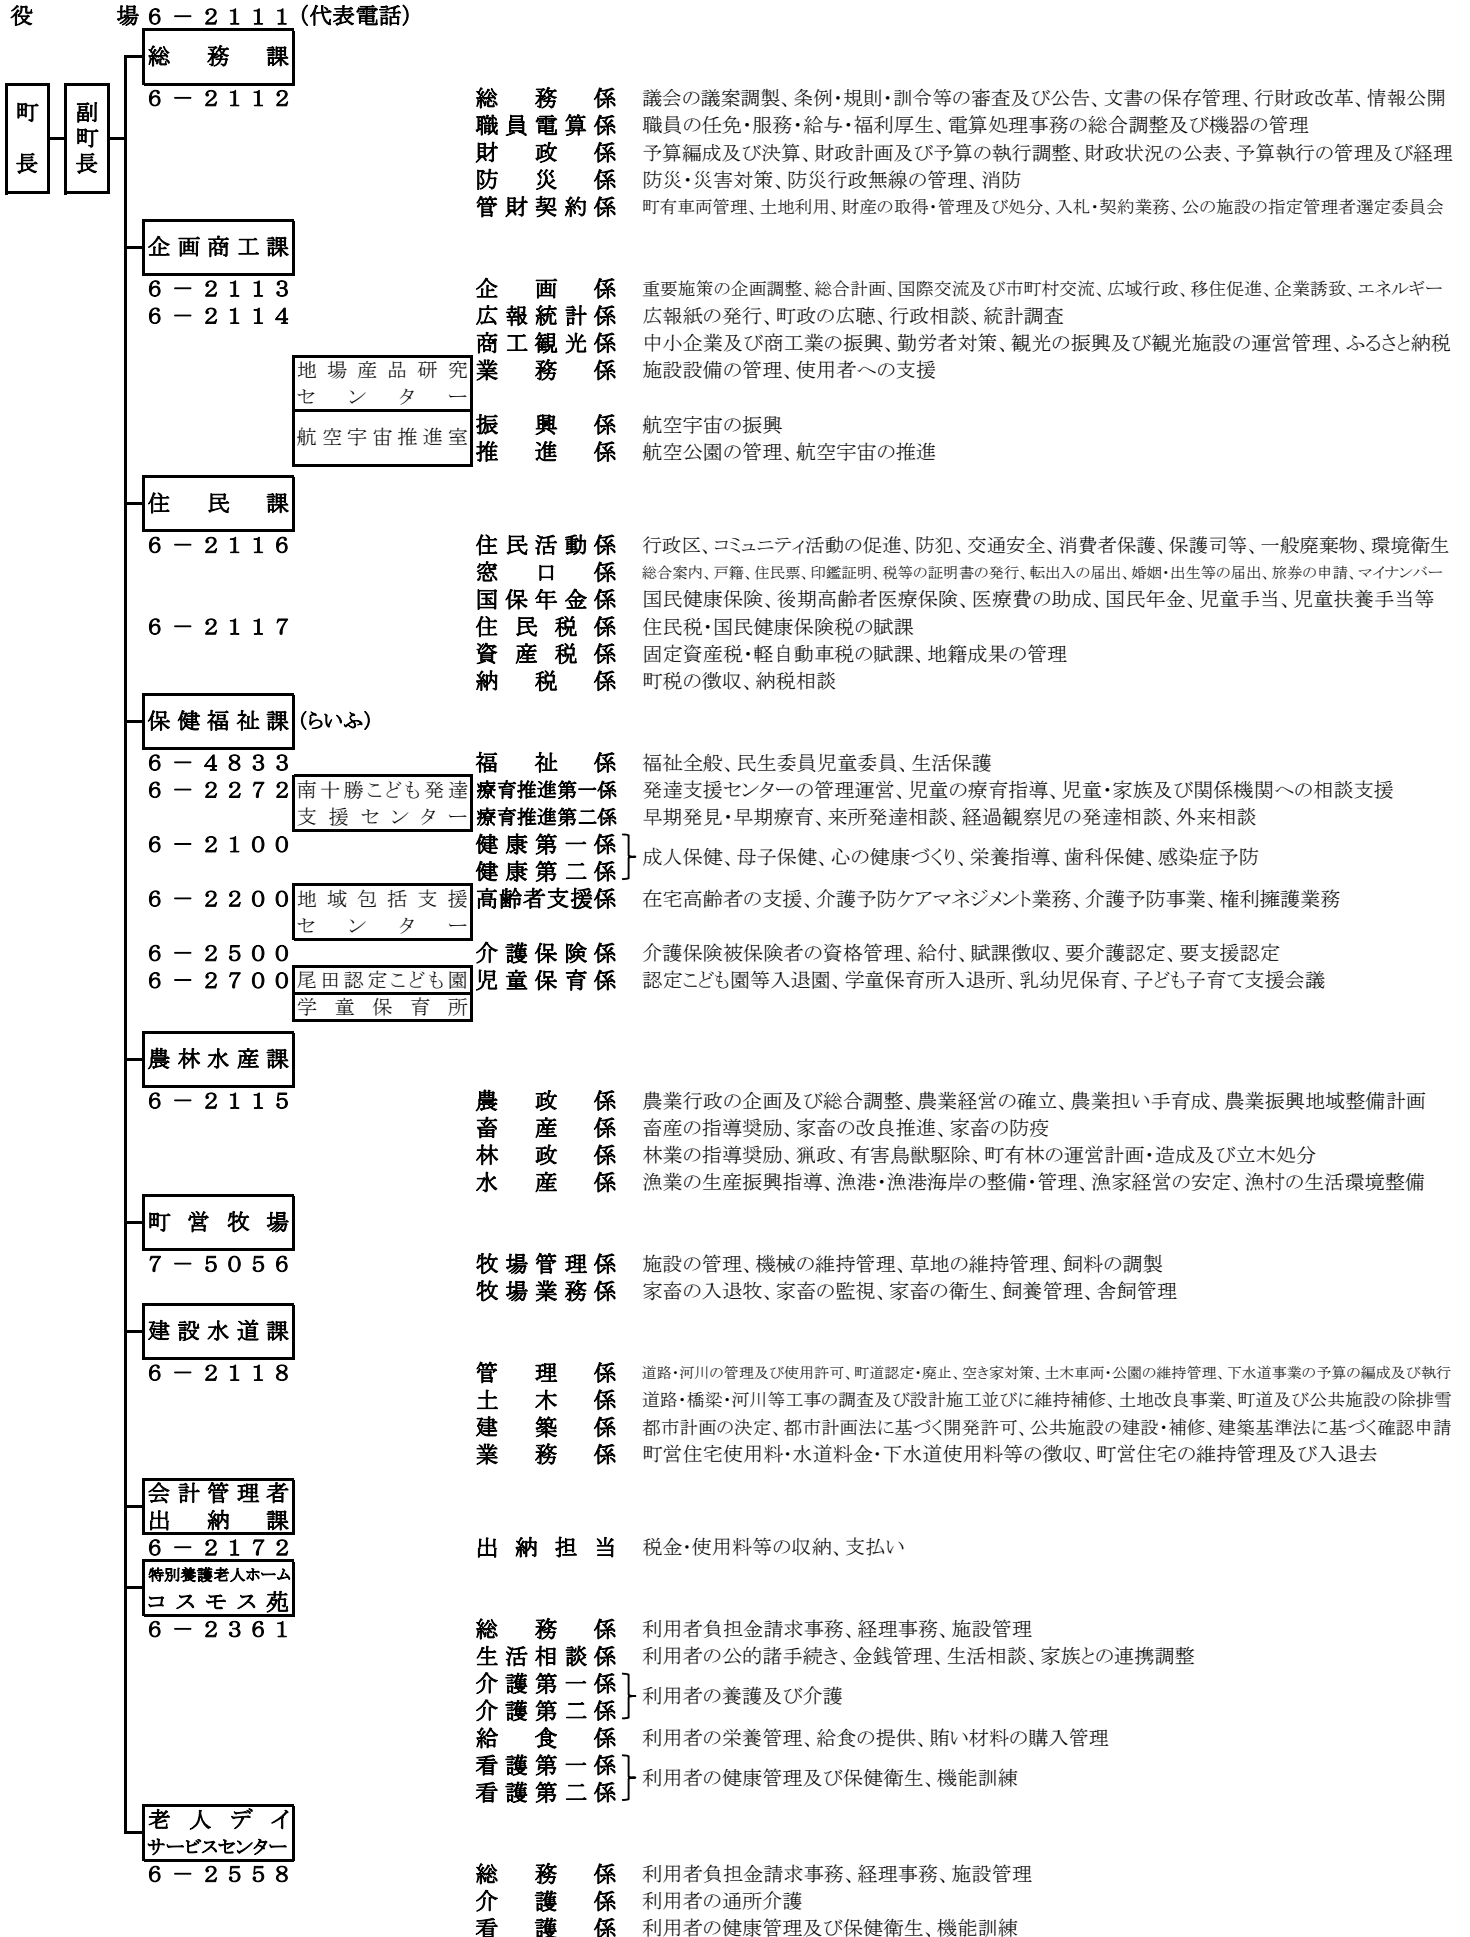 役場６－２１１１(代表電話)
総務課
町長
副町長
６－２１１２
総務係 議会の議案調製、条例・規則・訓令等の審査及び公告、文書の保存管理、行財政改革、情報公開
職員電算係 職員の任免・服務・給与・福利厚生、電算処理事務の総合調整及び機器の管理
財政係 予算編成及び決算、財政計画及び予算の執行調整、財政状況の公表、予算執行の管理及び経理
防災係 防災・災害対策、防災行政無線の管理、消防
管財契約係 町有車両管理、土地利用、財産の取得・管理及び処分、入札・契約業務、公の施設の指定管理者選定委員会
企画商工課
６－２１１３ 企画係 重要施策の企画調整、総合計画、国際交流及び市町村交流、広域行政、移住促進、企業誘致、エネルギー
６－２１１４ 広報統計係 広報紙の発行、町政の広聴、行政相談、統計調査
商工観光係 中小企業及び商工業の振興、勤労者対策、観光の振興及び観光施設の運営管理、ふるさと納税
地場産品研究 業務係 施設設備の管理、使用者への支援
センター
航空宇宙推進室
振興係 航空宇宙の振興
推進係 航空公園の管理、航空宇宙の推進
住民課
６－２１１６ 住民活動係 行政区、コミュニティ活動の促進、防犯、交通安全、消費者保護、保護司等、一般廃棄物、環境衛生
窓口係 総合案内、戸籍、住民票、印鑑証明、税等の証明書の発行、転出入の届出、婚姻・出生等の届出、旅券の申請、マイナンバー
国保年金係 国民健康保険、後期高齢者医療保険、医療費の助成、国民年金、児童手当、児童扶養手当等
６－２１１７ 住民税係 住民税・国民健康保険税の賦課
資産税係 固定資産税・軽自動車税の賦課、地籍成果の管理
納税係 町税の徴収、納税相談
保健福祉課(らいふ)
６－４８３３ 福祉係 福祉全般、民生委員児童委員、生活保護
６－２２７２ 南十勝こども発達 療育推進第一係 発達支援センターの管理運営、児童の療育指導、児童・家族及び関係機関への相談支援
支援センター 療育推進第二係 早期発見・早期療育、来所発達相談、経過観察児の発達相談、外来相談
６－２１００ 健康第一係
成人保健、母子保健、心の健康づくり、栄養指導、歯科保健、感染症予防
健康第二係
６－２２００ 地域包括支援 高齢者支援係 在宅高齢者の支援、介護予防ケアマネジメント業務、介護予防事業、権利擁護業務
センター
６－２５００ 介護保険係 介護保険被保険者の資格管理、給付、賦課徴収、要介護認定、要支援認定
６－２７００ 尾田認定こども園 児童保育係 認定こども園等入退園、学童保育所入退所、乳幼児保育、子ども子育て支援会議
学童保育所
農林水産課
６－２１１５ 農政係 農業行政の企画及び総合調整、農業経営の確立、農業担い手育成、農業振興地域整備計画
畜産係 畜産の指導奨励、家畜の改良推進、家畜の防疫
林政係 林業の指導奨励、猟政、有害鳥獣駆除、町有林の運営計画・造成及び立木処分
水産係 漁業の生産振興指導、漁港・漁港海岸の整備・管理、漁家経営の安定、漁村の生活環境整備
町営牧場
７－５０５６ 牧場管理係 施設の管理、機械の維持管理、草地の維持管理、飼料の調製
牧場業務係 家畜の入退牧、家畜の監視、家畜の衛生、飼養管理、舎飼管理
建設水道課
６－２１１８ 管理係 道路・河川の管理及び使用許可、町道認定・廃止、空き家対策、土木車両・公園の維持管理、下水道事業の予算の編成及び執行
土木係 道路・橋梁・河川等工事の調査及び設計施工並びに維持補修、土地改良事業、町道及び公共施設の除排雪
建築係 都市計画の決定、都市計画法に基づく開発許可、公共施設の建設・補修、建築基準法に基づく確認申請
業務係 町営住宅使用料・水道料金・下水道使用料等の徴収、町営住宅の維持管理及び入退去
会計管理者
出納課
６－２１７２ 出納担当 税金・使用料等の収納、支払い
特別養護老人ホーム
コスモス苑
６－２３６１ 総務係 利用者負担金請求事務、経理事務、施設管理
生活相談係 利用者の公的諸手続き、金銭管理、生活相談、家族との連携調整
介護第一係
利用者の養護及び介護
介護第二係
給食係 利用者の栄養管理、給食の提供、賄い材料の購入管理
看護第一係
利用者の健康管理及び保健衛生、機能訓練
看護第二係
老人デイ
サービスセンター
６－２５５８ 総務係 利用者負担金請求事務、経理事務、施設管理
介護係 利用者の通所介護
看護係 利用者の健康管理及び保健衛生、機能訓練